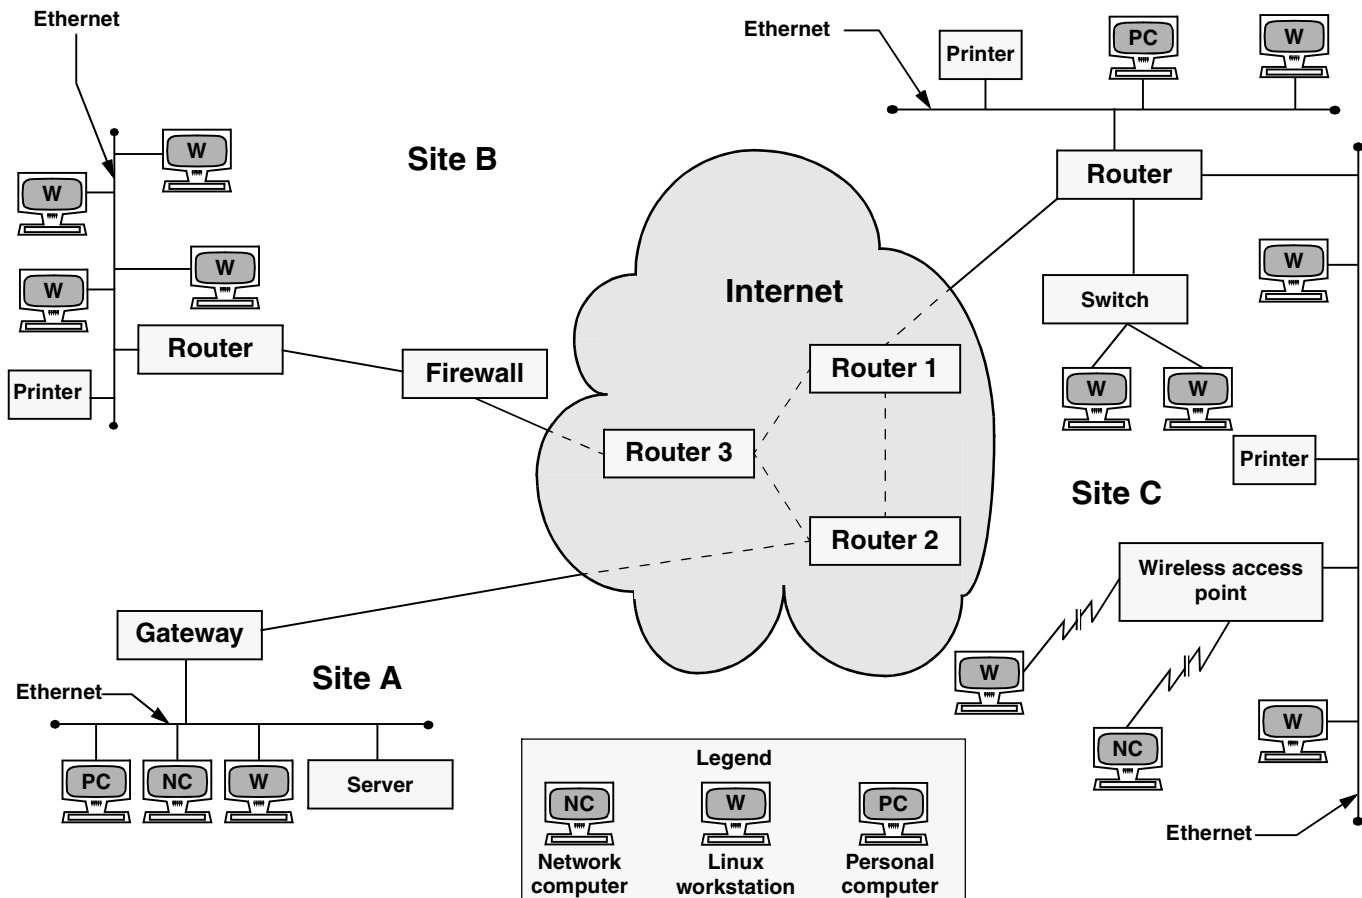 Ethernet
Ethernet
Printer
PC
W
W
Site B
W
Router
W
W
W
Internet
Switch
Router
Router 1
Firewall
Printer
W
W
Router 3
Printer
Site C
Router 2
Wireless access
point
Gateway
Site A
W
Ethernet
W
NC
PC
NC
W
Server
Legend
NC
W
PC
Ethernet
Network
computer
Linux
workstation
Personal
computer